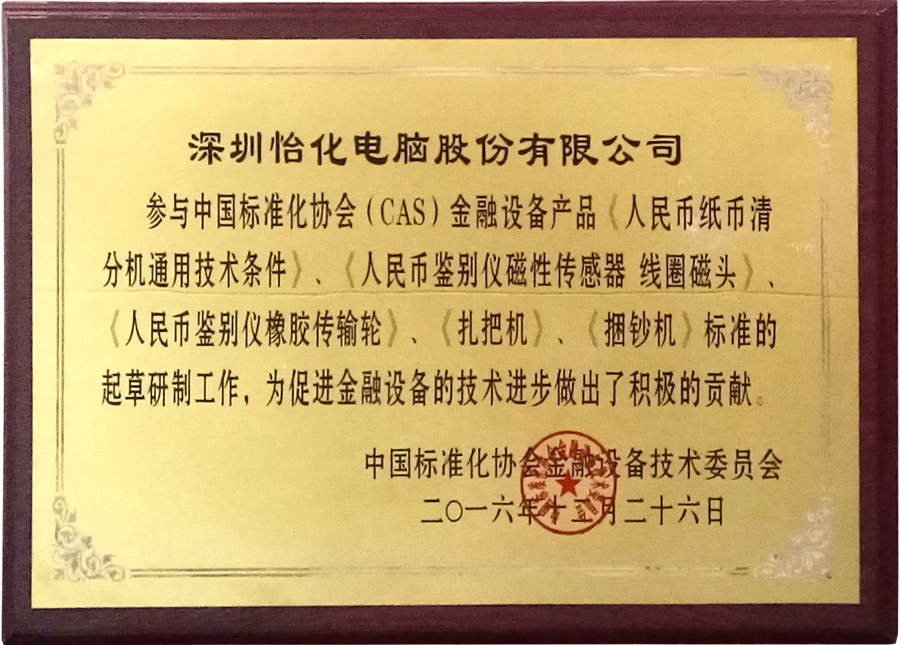 深圳怡化电脑股份有限公司
参与中国标准化协会(CAS)金融设备产品《人民币纸币清
分机通用技术条件》、《人民币鉴别仪磁性传感器 线圈磁头》、
《人民币鉴别仪橡胶传输轮》、《扎把机》、《捆钞机》标准的
起草研制工作,为促进金融设备的技术进步做出了积极的贡献。
中国标准化协会金融设备技术委员会
二〇一六年十二月二十六日